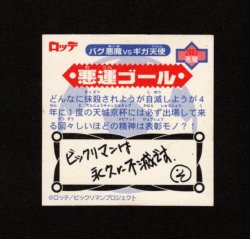 ロッテ
バグ悪魔vsギガ天使
悪運ゴール
どんなに抹殺されようが自滅しようが4
年に1度の天城京杯には必ず出場して来
る図々しいほどの精神は表彰モノ?!
ビックリマンは
永久に不滅です。
そ
©ロッテ/ビックリマンプロジェクト